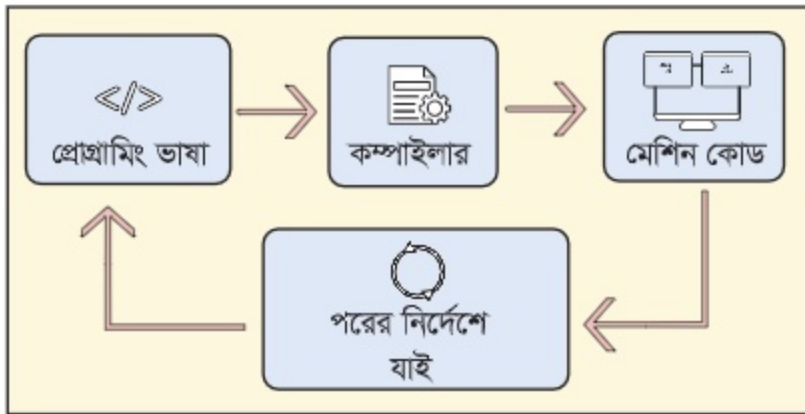 </>
প্রোগ্রামিং ভাষা
কম্পাইলার
মেশিন কোড
পরের নির্দেশে
যাই